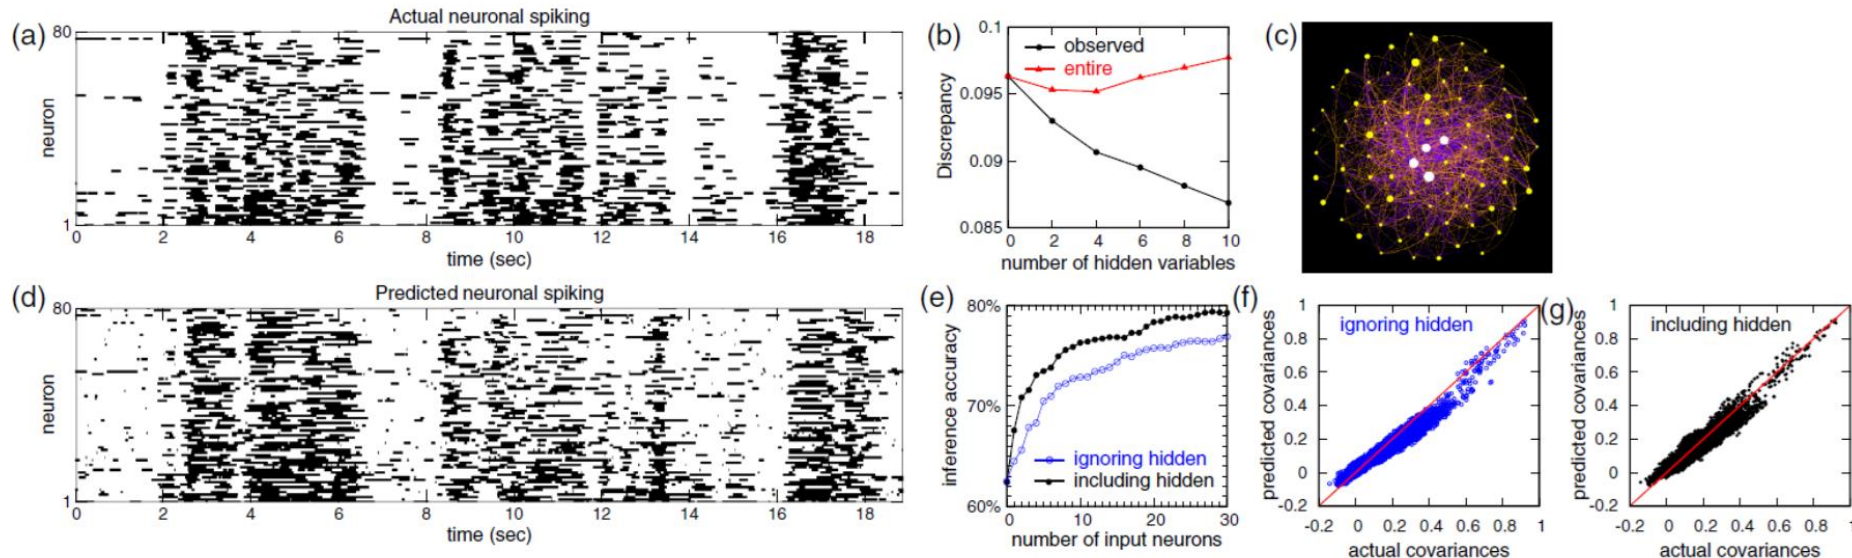 (a)
Actual neuronal spiking
80
neuron
1
0 2 4 6 8 10 12 14 16 18
time (sec)
(b)
0.1
0.095
0.09
0.085
Discrepancy
observed
entire
0 2 4 6 8 10
number of hidden variables
(c)
(d)
Predicted neuronal spiking
80
neuron
1
0 2 4 6 8 10 12 14 16 18
time (sec)
(e)
80%
70%
60%
inference accuracy
ignoring hidden
including hidden
0 10 20 30
number of input neurons
(f)
ignoring hidden
predicted covariances
1
0.8
0.6
0.4
0.2
0
-0.2
-0.2 0 0.2 0.4 0.6 0.8 1
actual covariances
(g)
including hidden
predicted covariances
1
0.8
0.6
0.4
0.2
0
-0.2
-0.2 0 0.2 0.4 0.6 0.8 1
actual covariances